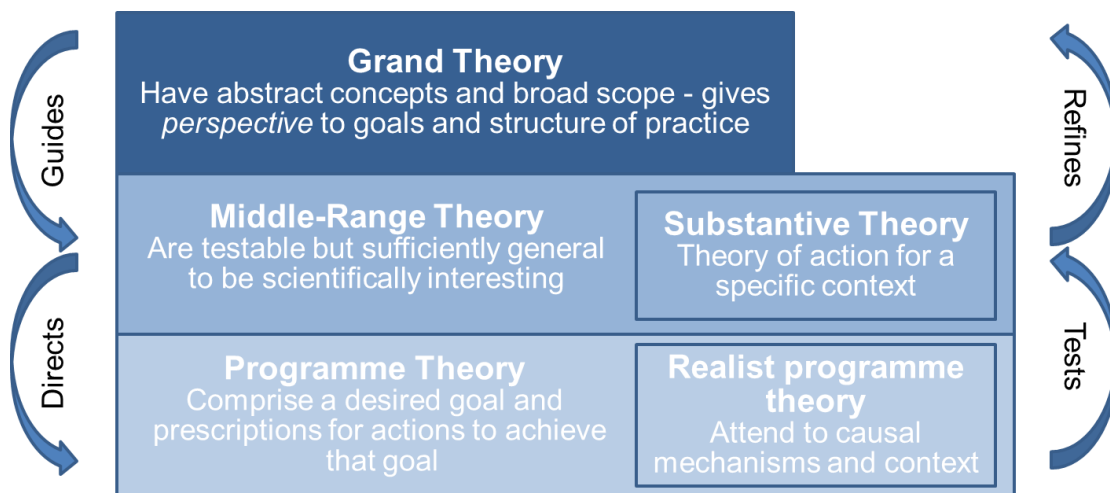 Grand Theory
Have abstract concepts and broad scope - gives
perspective to goals and structure of practice
Guides
Refines
Middle-Range Theory
Are testable but sufficiently general
to be scientifically interesting
Substantive Theory
Theory of action for a
specific context
Directs
Tests
Programme Theory
Comprise a desired goal and
prescriptions for actions to achieve
that goal
Realist programme
theory
Attend to causal
mechanisms and context